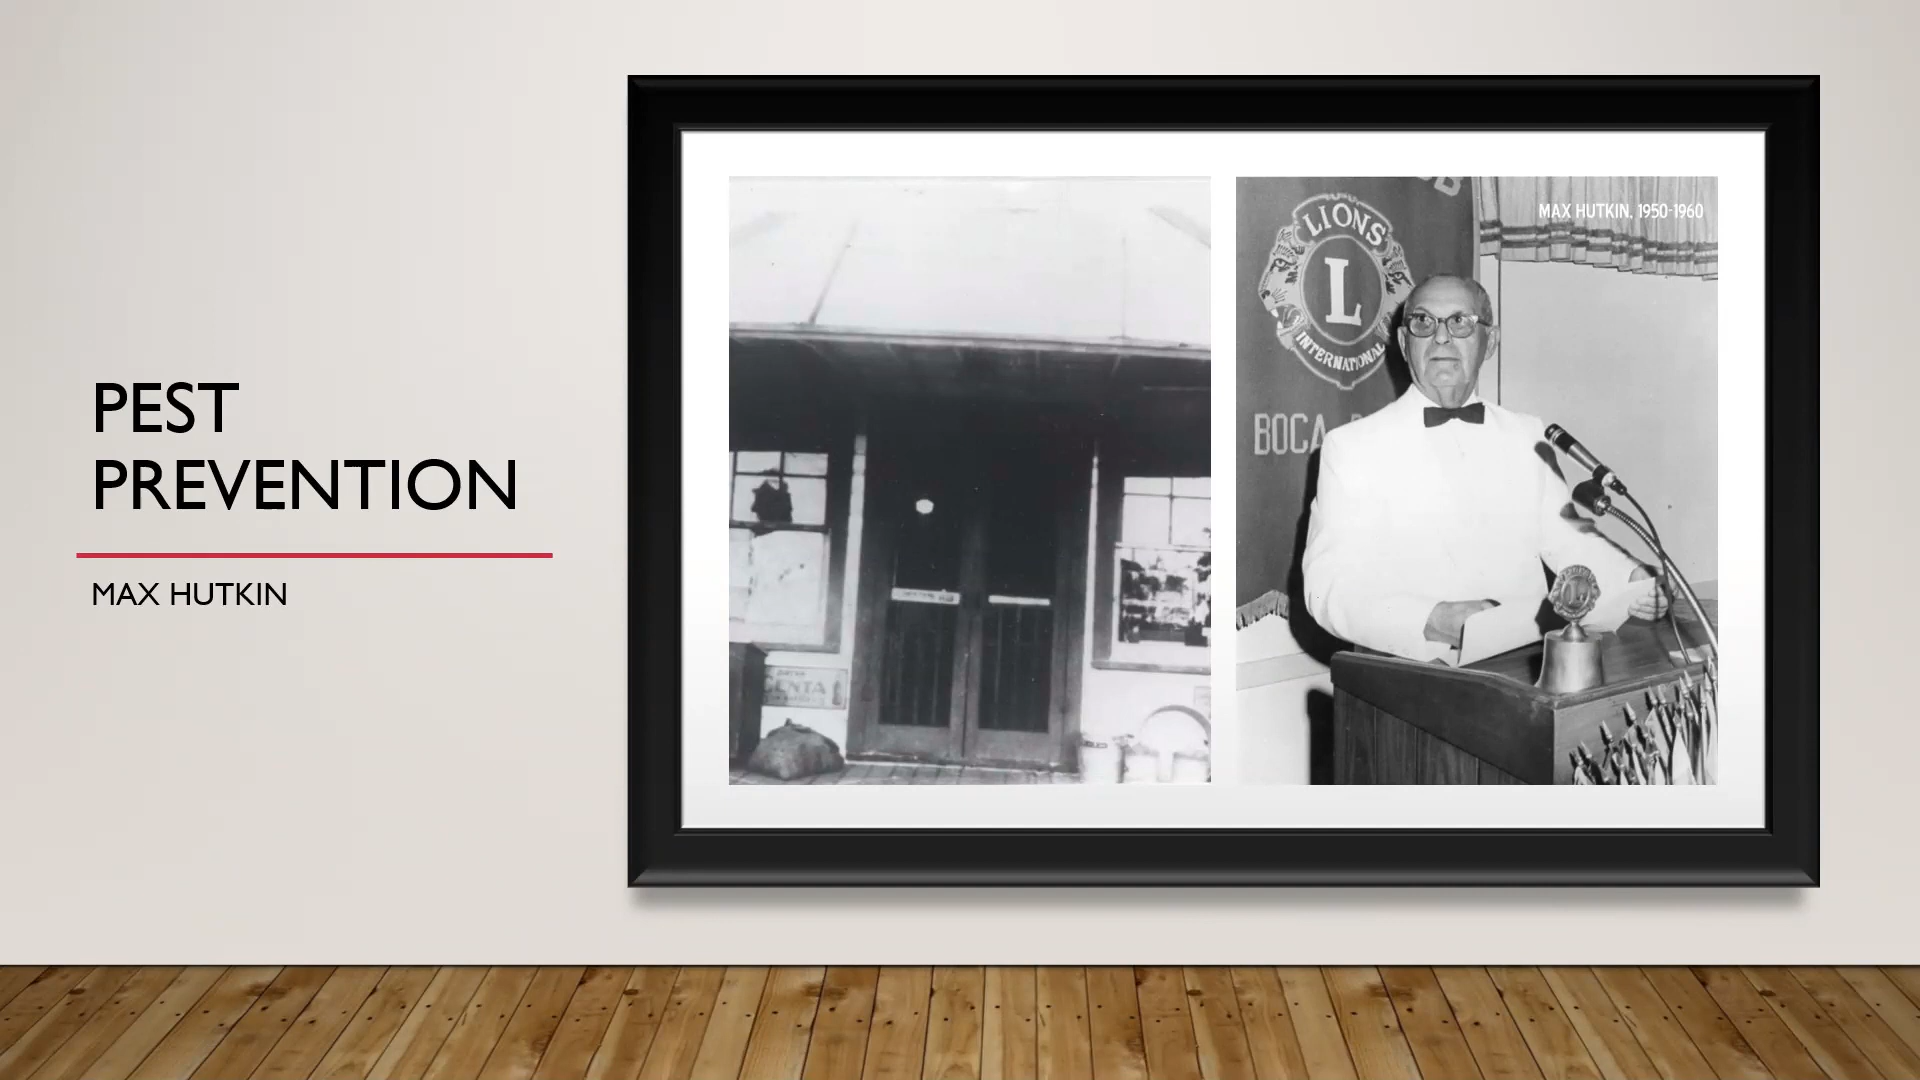 PEST
PREVENTION
MAX HUTKIN
MAX HUTKIN, 1950-1960
LIONS
L
INTERNATIONAL
BOCA